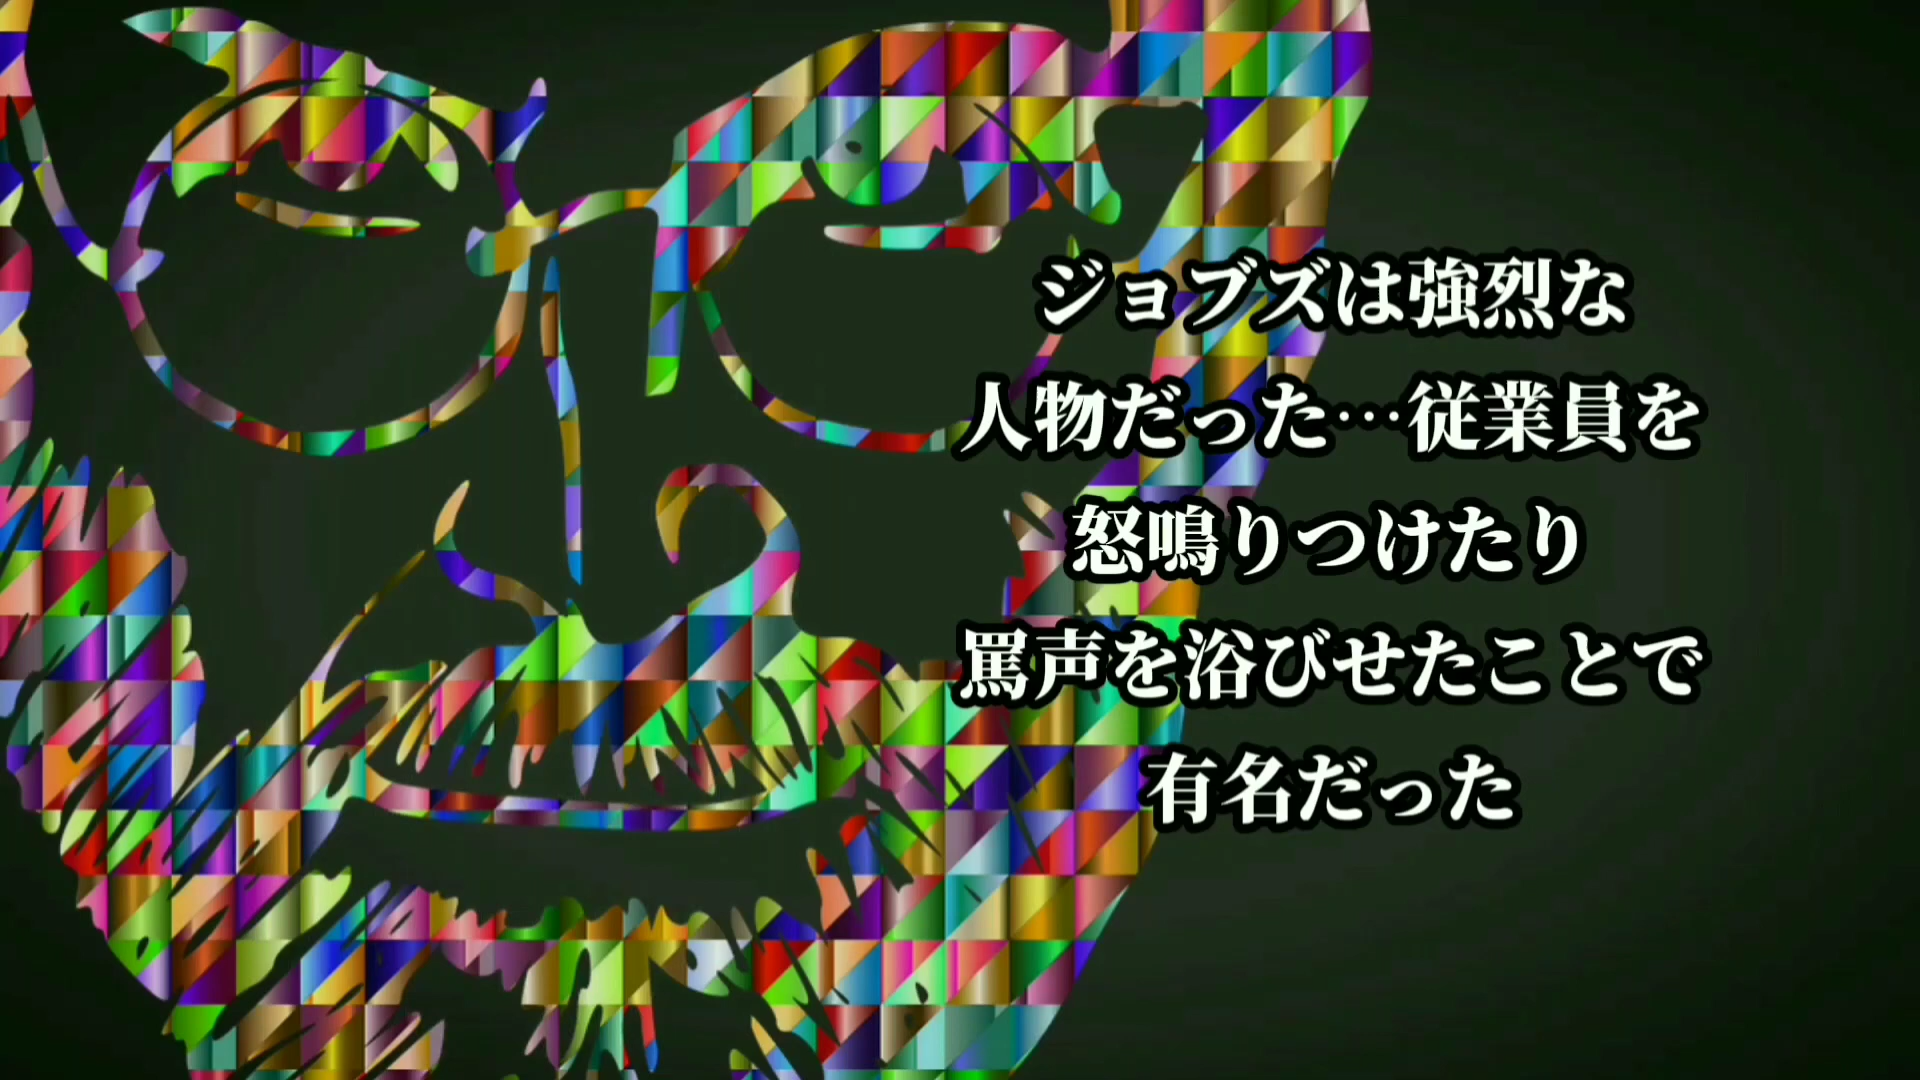 ジョブズは強烈な
人物だった…従業員を
怒鳴りつけたり
罵声を浴びせたことで
有名だった